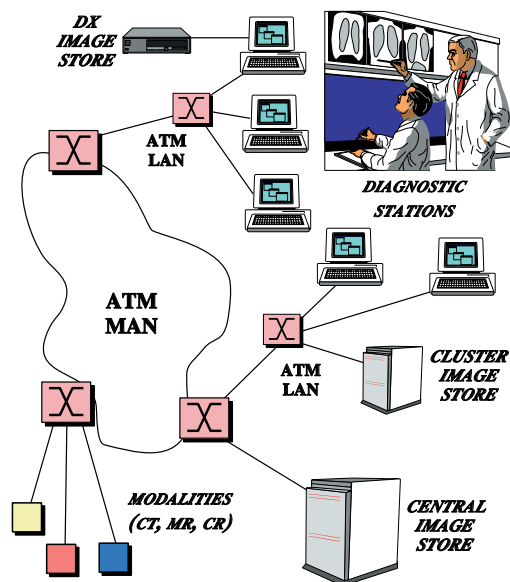 DX
IMAGE
STORE
ATM
LAN
DIAGNOSTIC
STATIONS
ATM
MAN
ATM
LAN
CLUSTER
IMAGE
STORE
MODALITIES
(CT, MR, CR)
CENTRAL
IMAGE
STORE